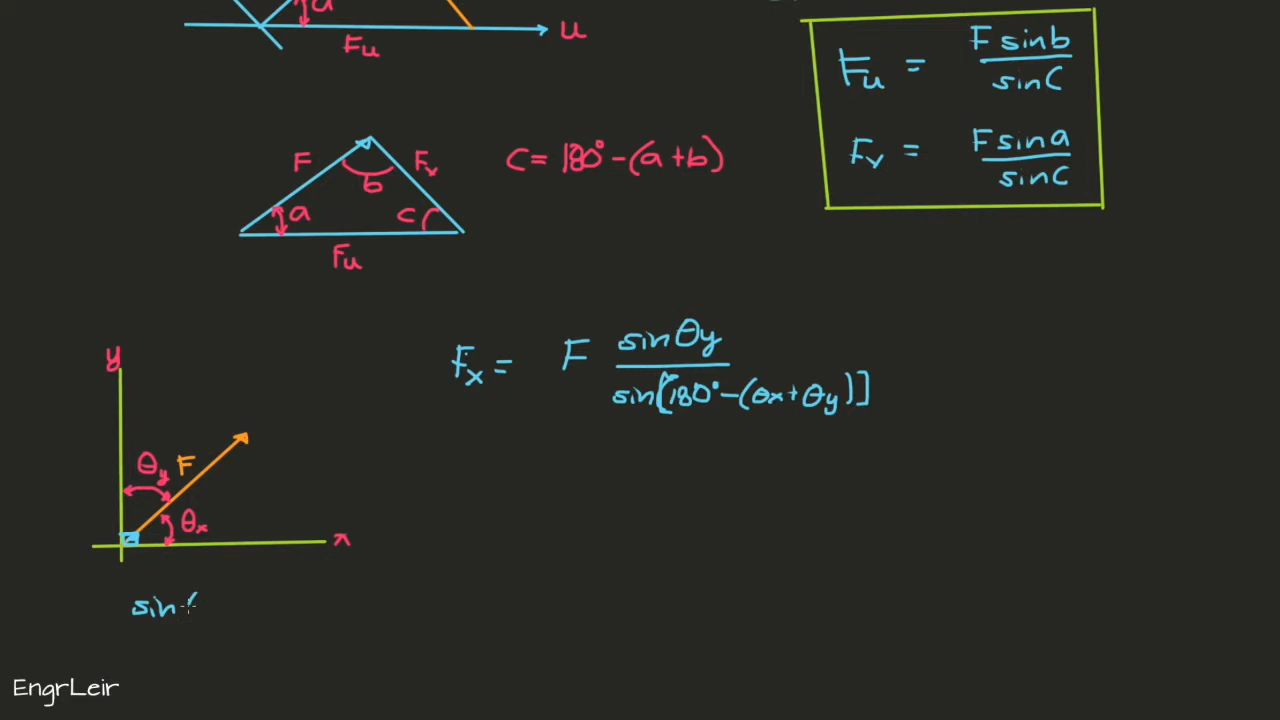 a
u
Fu
Fu = F sinb / sinC
Fv = F sina / sinC
F
Fv
b
a
C
Fu
C = 180° - (a + b)
y
Fx = F sinθy / sin[180° - (θx + θy)]
θy
F
θx
x
sin(
EngrLeir